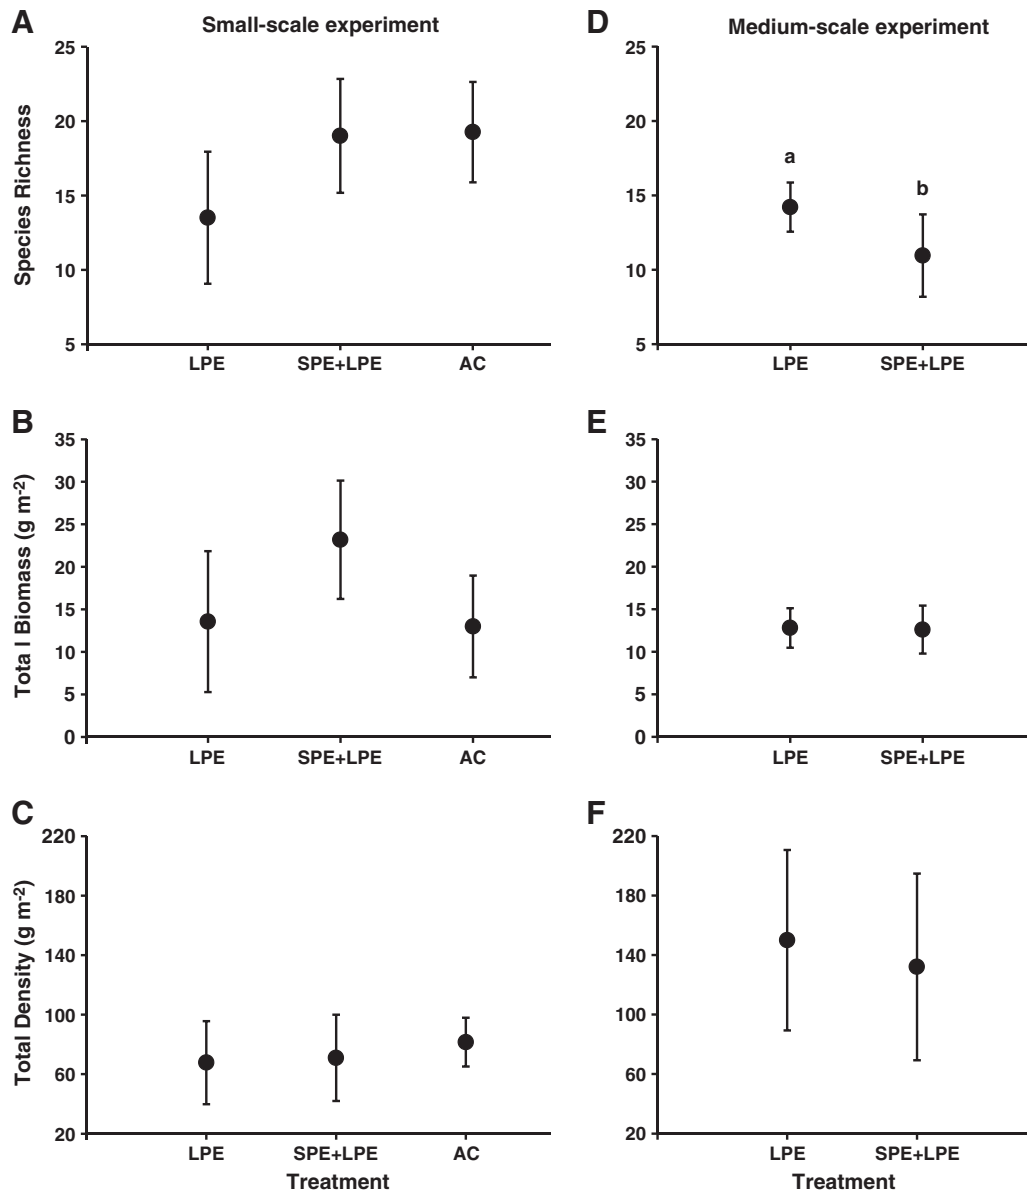 A
Small-scale experiment
Species Richness
25
20
15
10
5
LPE SPE+LPE AC
D
Medium-scale experiment
25
20
15
10
5
a
b
LPE SPE+LPE
B
Tota l Biomass (g m-2)
35
30
25
20
15
10
5
0
LPE SPE+LPE AC
E
35
30
25
20
15
10
5
0
LPE SPE+LPE
C
Total Density (g m-2)
220
180
140
100
60
20
LPE SPE+LPE AC
Treatment
F
220
180
140
100
60
20
LPE SPE+LPE
Treatment